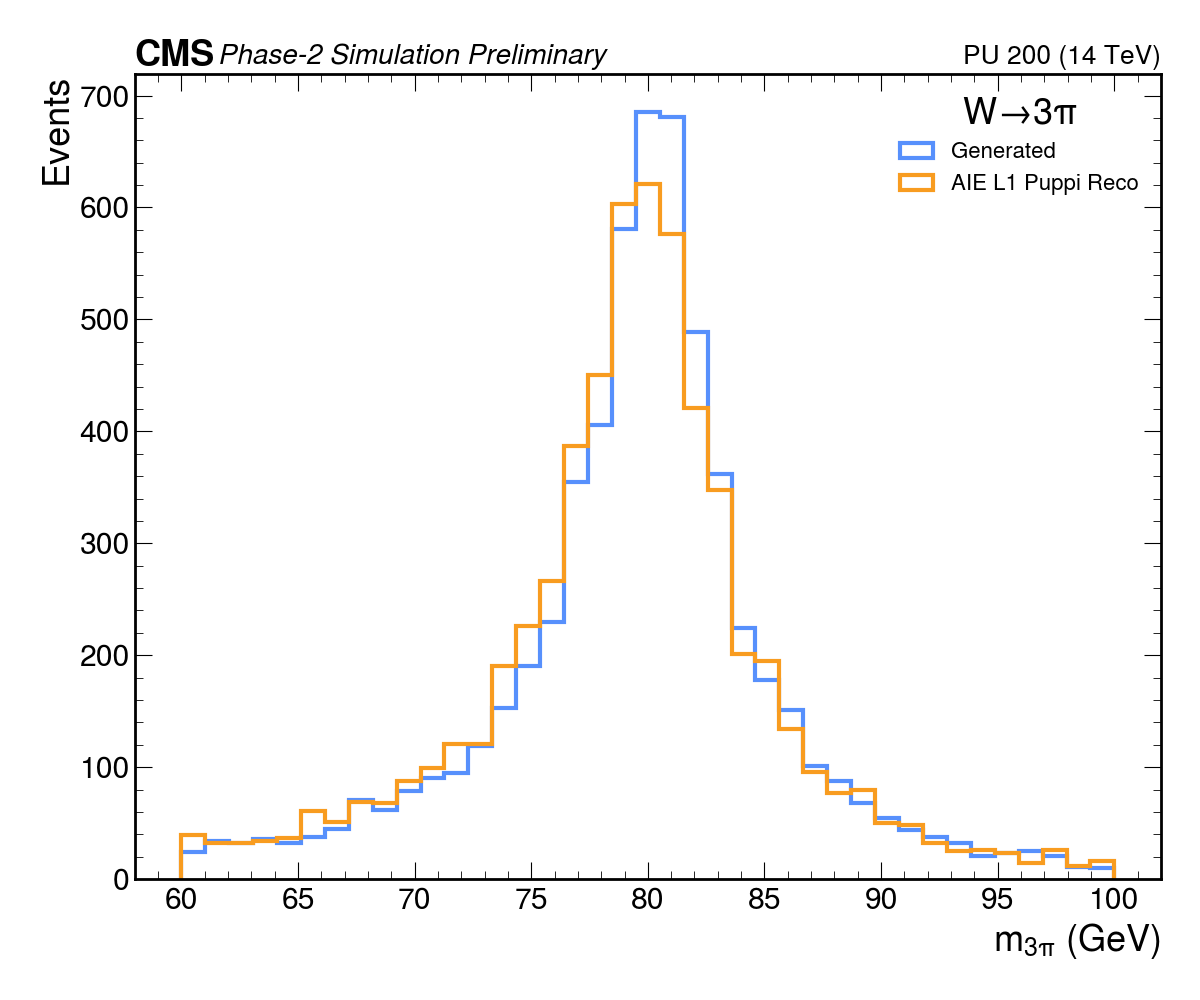 CMS Phase-2 Simulation Preliminary PU 200 (14 TeV)
Events
W→3π
Generated
AIE L1 Puppi Reco
700
600
500
400
300
200
100
0
60 65 70 75 80 85 90 95 100
m3π (GeV)